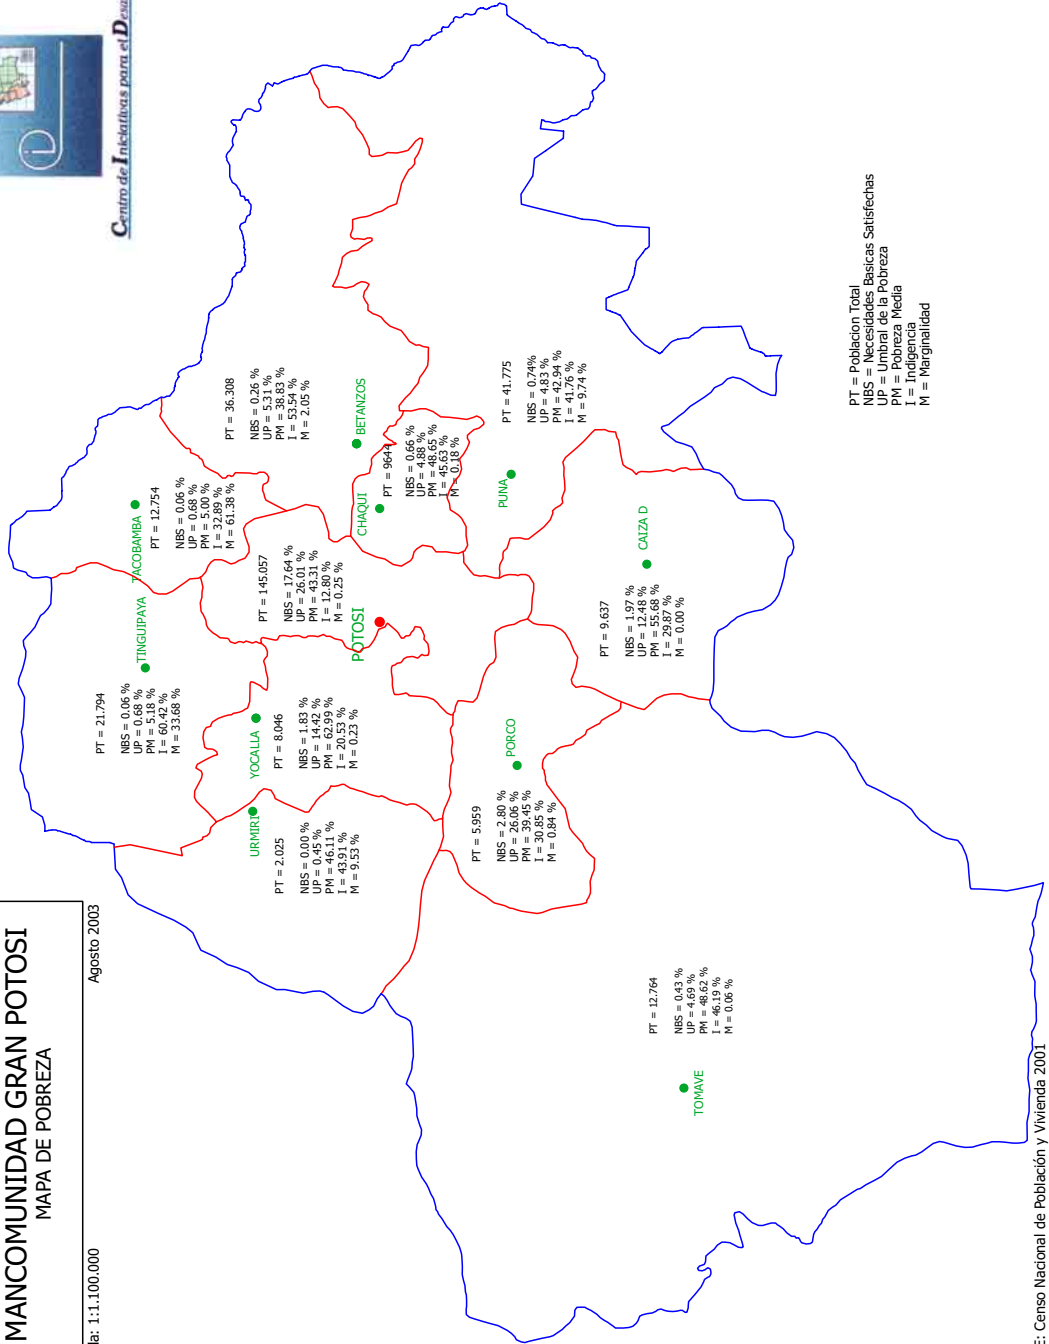 MANCOMUNIDAD GRAN POTOSI
MAPA DE POBREZA
1:1.100.000
Agosto 2003
Centro de Iniciativas para el
TINGUIPAYA
PT = 21.794
NBS = 0.06 %
UP = 0.68 %
PM = 5.18 %
I = 60.42 %
M = 33.68 %
TACOBAMBA
PT = 12.754
NBS = 0.06 %
UP = 0.68 %
PM = 5.00 %
I = 32.89 %
M = 61.38 %
URMIRI
PT = 2.025
NBS = 0.00 %
UP = 0.45 %
PM = 46.11 %
I = 43.91 %
M = 9.53 %
YOCALLA
PT = 8.046
NBS = 1.83 %
UP = 14.42 %
PM = 62.99 %
I = 20.53 %
M = 0.23 %
POTOSI
PT = 145.057
NBS = 17.64 %
UP = 26.01 %
PM = 43.31 %
I = 12.80 %
M = 0.25 %
BETANZOS
PT = 36.308
NBS = 0.26 %
UP = 5.31 %
PM = 38.83 %
I = 53.54 %
M = 2.05 %
CHAQUI
PT = 9644
NBS = 0.66 %
UP = 4.88 %
PM = 48.65 %
I = 45.63 %
M = 0.18 %
PORCO
PT = 5.959
NBS = 2.80 %
UP = 26.06 %
PM = 39.45 %
I = 30.85 %
M = 0.84 %
PUNA
PT = 41.775
NBS = 0.74%
UP = 4.83 %
PM = 42.94 %
I = 41.76 %
M = 9.74 %
CAIZA D
PT = 9.637
NBS = 1.97 %
UP = 12.48 %
PM = 55.68 %
I = 29.87 %
M = 0.00 %
TOMAVE
PT = 12.764
NBS = 0.43 %
UP = 4.69 %
PM = 48.62 %
I = 46.19 %
M = 0.06 %
PT = Poblacion Total
NBS = Necesidades Basicas Satisfechas
UP = Umbral de la Pobreza
PM = Pobreza Media
I = Indigencia
M = Marginalidad
Censo Nacional de Población y Vivienda 2001